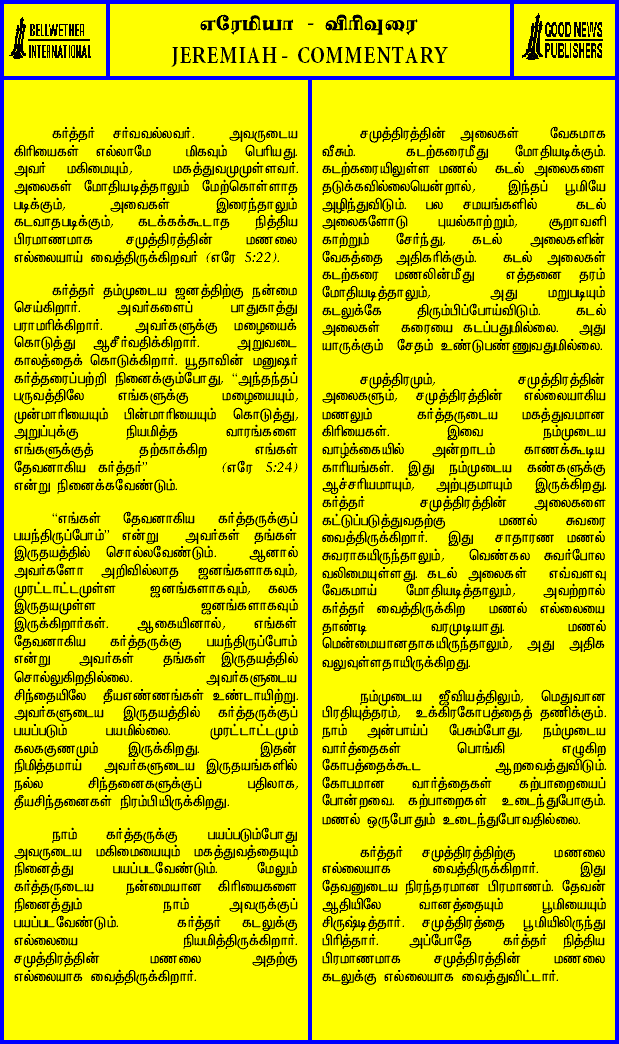 BELLWETHER
INTERNATIONAL
எரேமியா - விரிவுரை
JEREMIAH - COMMENTARY
GOOD NEWS
PUBLISHERS
கர்த்தர் சர்வவல்லவர். அவருடைய
கிரியைகள் எல்லாமே மிகவும் பெரியது.
அவர் மகிமையும், மகத்துவமுமுள்ளவர்.
அலைகள் மோதியடித்தாலும் மேற்கொள்ளாத
படிக்கும், அவைகள் இரைந்தாலும்
கடவாதபடிக்கும், கடக்கக்கூடாத நித்திய
பிரமாணமாக சமுத்திரத்தின் மணலை
எல்லையாய் வைத்திருக்கிறவர் (எரே 5:22).
கர்த்தர் தம்முடைய ஜனத்திற்கு நன்மை
செய்கிறார். அவர்களைப் பாதுகாத்து
பராமரிக்கிறார். அவர்களுக்கு மழையைக்
கொடுத்து ஆசீர்வதிக்கிறார். அறுவடை
காலத்தைக் கொடுக்கிறார். யூதாவின் மனுஷர்
கர்த்தரைப்பற்றி நினைக்கும்போது, "அந்தந்தப்
பருவத்திலே எங்களுக்கு மழையையும்,
முன்மாரியையும் பின்மாரியையும் கொடுத்து,
அறுப்புக்கு நியமித்த வாரங்களை
எங்களுக்குத் தற்காக்கிற எங்கள்
தேவனாகிய கர்த்தர்" (எரே 5:24)
என்று நினைக்கவேண்டும்.
"எங்கள் தேவனாகிய கர்த்தருக்குப்
பயந்திருப்போம்" என்று அவர்கள் தங்கள்
இருதயத்தில் சொல்லவேண்டும். ஆனால்
அவர்களோ அறிவில்லாத ஜனங்களாகவும்,
முரட்டாட்டமுள்ள ஜனங்களாகவும், கலக
இருதயமுள்ள ஜனங்களாகவும்
இருக்கிறார்கள். ஆகையினால், எங்கள்
தேவனாகிய கர்த்தருக்கு பயந்திருப்போம்
என்று அவர்கள் தங்கள் இருதயத்தில்
சொல்லுகிறதில்லை. அவர்களுடைய
சிந்தையிலே தீயஎண்ணங்கள் உண்டாயிற்று.
அவர்களுடைய இருதயத்தில் கர்த்தருக்குப்
பயப்படும் பயமில்லை. முரட்டாட்டமும்
கலககுணமும் இருக்கிறது. இதன்
நிமித்தமாய் அவர்களுடைய இருதயங்களில்
நல்ல சிந்தனைகளுக்குப் பதிலாக,
தீயசிந்தனைகள் நிரம்பியிருக்கிறது.
நாம் கர்த்தருக்கு பயப்படும்போது
அவருடைய மகிமையையும் மகத்துவத்தையும்
நினைத்து பயப்படவேண்டும். மேலும்
கர்த்தருடைய நன்மையான கிரியைகளை
நினைத்தும் நாம் அவருக்குப்
பயப்படவேண்டும். கர்த்தர் கடலுக்கு
எல்லையை நியமித்திருக்கிறார்.
சமுத்திரத்தின் மணலை அதற்கு
எல்லையாக வைத்திருக்கிறார்.
சமுத்திரத்தின் அலைகள் வேகமாக
வீசும். கடற்கரைமீது மோதியடிக்கும்.
கடற்கரையிலுள்ள மணல் கடல் அலைகளை
தடுக்கவில்லையென்றால், இந்தப் பூமியே
அழிந்துவிடும். பல சமயங்களில் கடல்
அலைகளோடு புயல்காற்றும், சூறாவளி
காற்றும் சேர்ந்து, கடல் அலைகளின்
வேகத்தை அதிகரிக்கும். கடல் அலைகள்
கடற்கரை மணலின்மீது எத்தனை தரம்
மோதியடித்தாலும், அது மறுபடியும்
கடலுக்கே திரும்பிப்போய்விடும். கடல்
அலைகள் கரையை கடப்பதுமில்லை. அது
யாருக்கும் சேதம் உண்டுபண்ணுவதுமில்லை.
சமுத்திரமும், சமுத்திரத்தின்
அலைகளும், சமுத்திரத்தின் எல்லையாகிய
மணலும் கர்த்தருடைய மகத்துவமான
கிரியைகள். இவை நம்முடைய
வாழ்க்கையில் அன்றாடம் காணக்கூடிய
காரியங்கள். இது நம்முடைய கண்களுக்கு
ஆச்சரியமாயும், அற்புதமாயும் இருக்கிறது.
கர்த்தர் சமுத்திரத்தின் அலைகளை
கட்டுப்படுத்துவதற்கு மணல் சுவரை
வைத்திருக்கிறார். இது சாதாரண மணல்
சுவராகயிருந்தாலும், வெண்கல சுவர்போல
வலிமையுள்ளது. கடல் அலைகள் எவ்வளவு
வேகமாய் மோதியடித்தாலும், அவற்றால்
கர்த்தர் வைத்திருக்கிற மணல் எல்லையை
தாண்டி வரமுடியாது. மணல்
மென்மையானதாகயிருந்தாலும், அது அதிக
வலுவுள்ளதாயிருக்கிறது.
நம்முடைய ஜீவியத்திலும், மெதுவான
பிரதியுத்தரம், உக்கிரகோபத்தைத் தணிக்கும்.
நாம் அன்பாய்ப் பேசும்போது, நம்முடைய
வார்த்தைகள் பொங்கி எழுகிற
கோபத்தைக்கூட ஆறவைத்துவிடும்.
கோபமான வார்த்தைகள் கற்பாறையைப்
போன்றவை. கற்பாறைகள் உடைந்துபோகும்.
மணல் ஒருபோதும் உடைந்துபோவதில்லை.
கர்த்தர் சமுத்திரத்திற்கு மணலை
எல்லையாக வைத்திருக்கிறார். இது
தேவனுடைய நிரந்தரமான பிரமாணம். தேவன்
ஆதியிலே வானத்தையும் பூமியையும்
சிருஷ்டித்தார். சமுத்திரத்தை பூமியிலிருந்து
பிரித்தார். அப்போதே கர்த்தர் நித்திய
பிரமாணமாக சமுத்திரத்தின் மணலை
கடலுக்கு எல்லையாக வைத்துவிட்டார்.